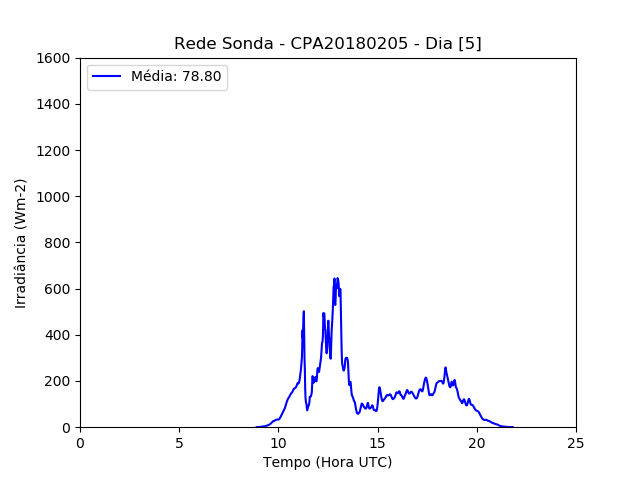 Rede Sonda - CPA20180205 - Dia [5]
Média: 78.80
1600
1400
1200
1000
800
600
400
200
0
Irradiância (Wm-2)
0 5 10 15 20 25
Tempo (Hora UTC)